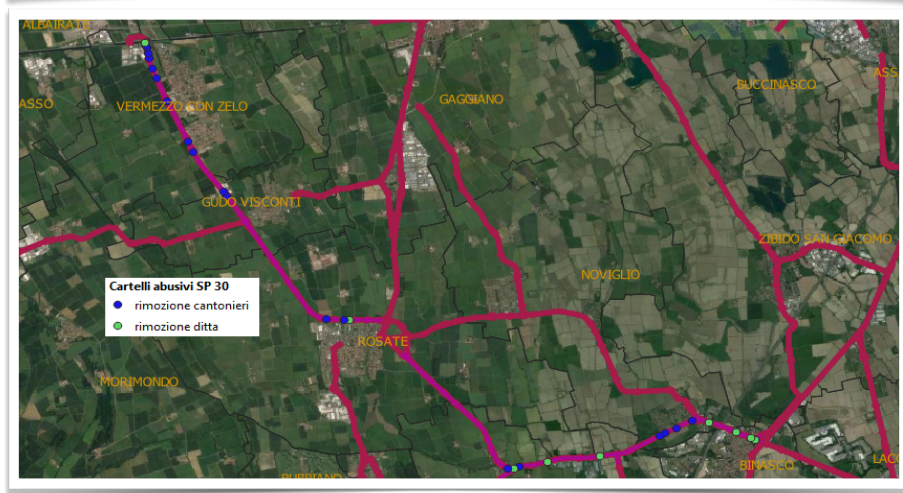 ALBAIRATE
ASSO
VERMEZZO CON ZELO
GAGGIANO
BUCCINASCO
ASS
GUDO VISCONTI
ZIBIDO SAN GIACOMO
NOVIGLIO
Cartelli abusivi SP 30
rimozione cantonieri
rimozione ditta
ROSATE
MORIMONDO
BUBBIANO
BINASCO
LAC